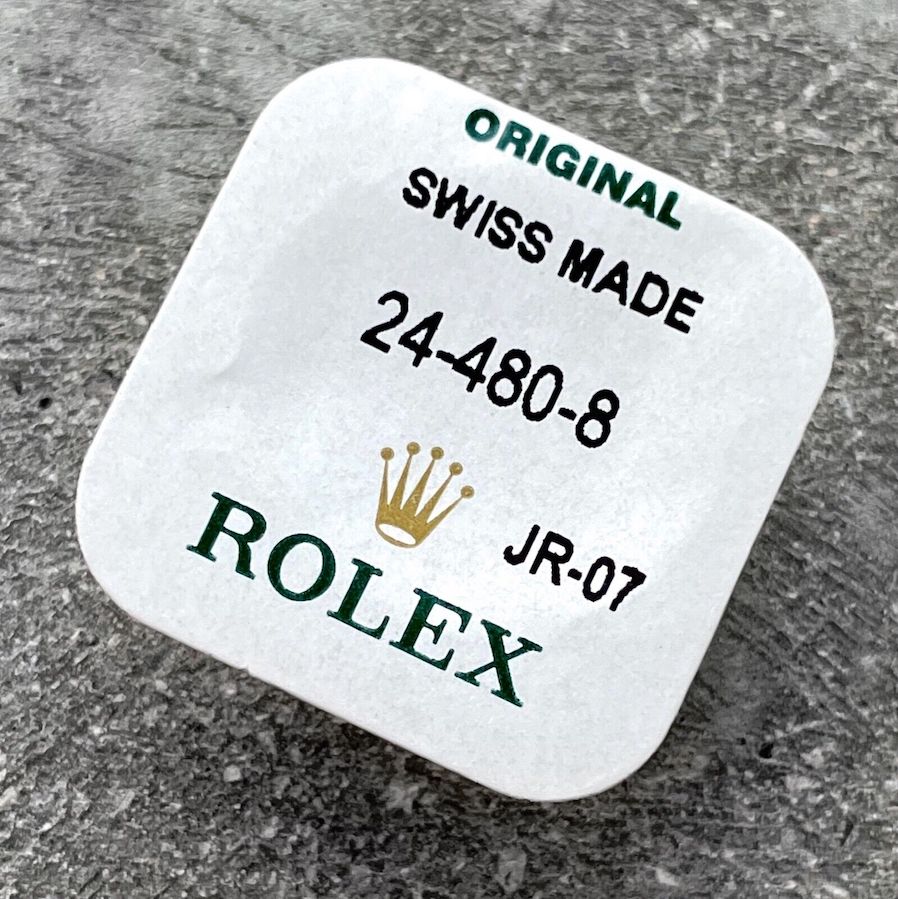 ORIGINAL
SWISS MADE
24-480-8
JR-07
ROLEX